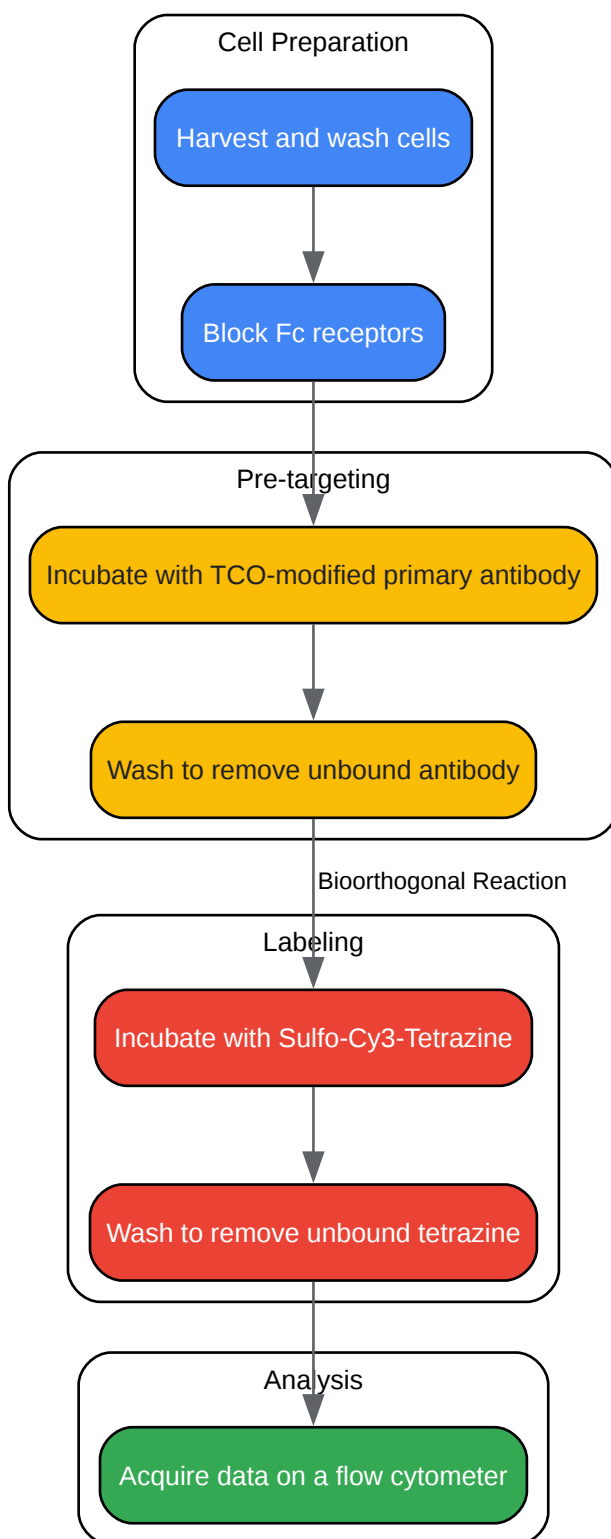 Cell Preparation
Harvest and wash cells
Block Fc receptors
Pre-targeting
Incubate with TCO-modified primary antibody
Wash to remove unbound antibody
Bioorthogonal Reaction
Labeling
Incubate with Sulfo-Cy3-Tetrazine
Wash to remove unbound tetrazine
Analysis
Acquire data on a flow cytometer